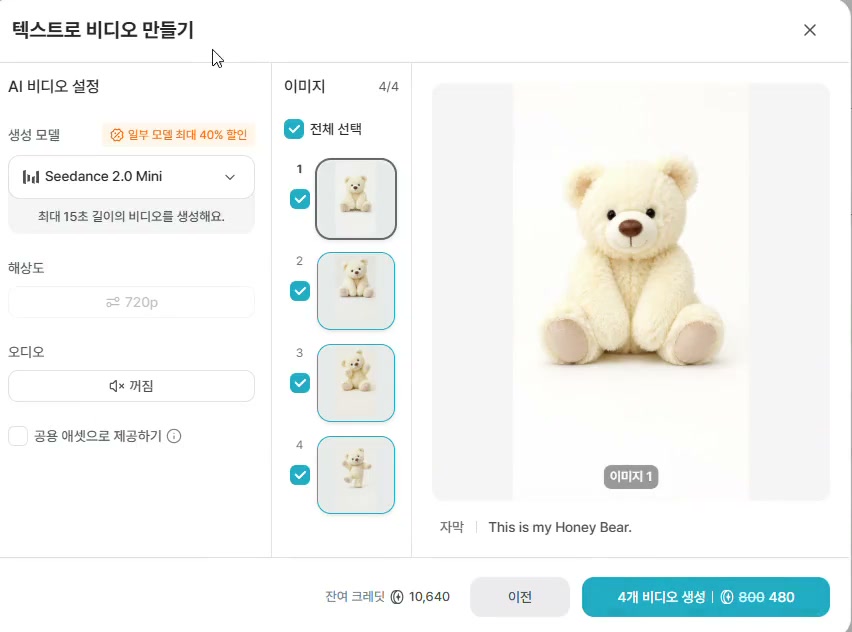 텍스트로 비디오 만들기
AI 비디오 설정
생성 모델
일부 모델 최대 40% 할인
Seedance 2.0 Mini
최대 15초 길이의 비디오를 생성해요.
해상도
720p
오디오
꺼짐
공용 애셋으로 제공하기
이미지
4/4
전체 선택
1
2
3
4
이미지 1
자막
This is my Honey Bear.
잔여 크레딧 10,640
이전
4개 비디오 생성 | 800 480